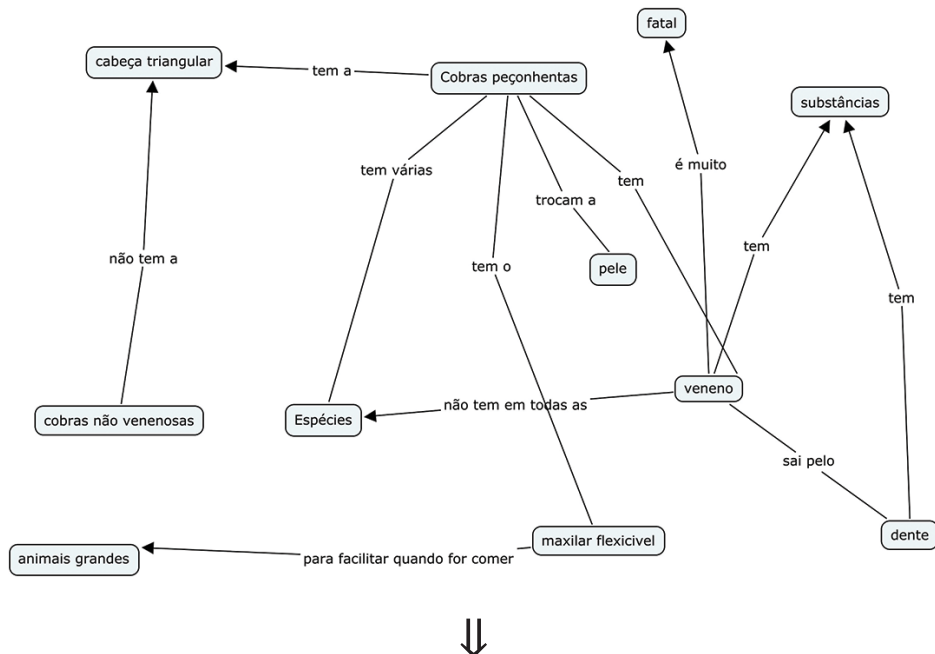 fatal
cabeça triangular
tem a
Cobras peçonhentas
substâncias
tem várias
é muito
tem
trocam a
tem
não tem a
tem o
pele
tem
veneno
não tem em todas as
cobras não venenosas
Espécies
sai pelo
maxilar flexicivel
dente
animais grandes
para facilitar quando for comer
⇓